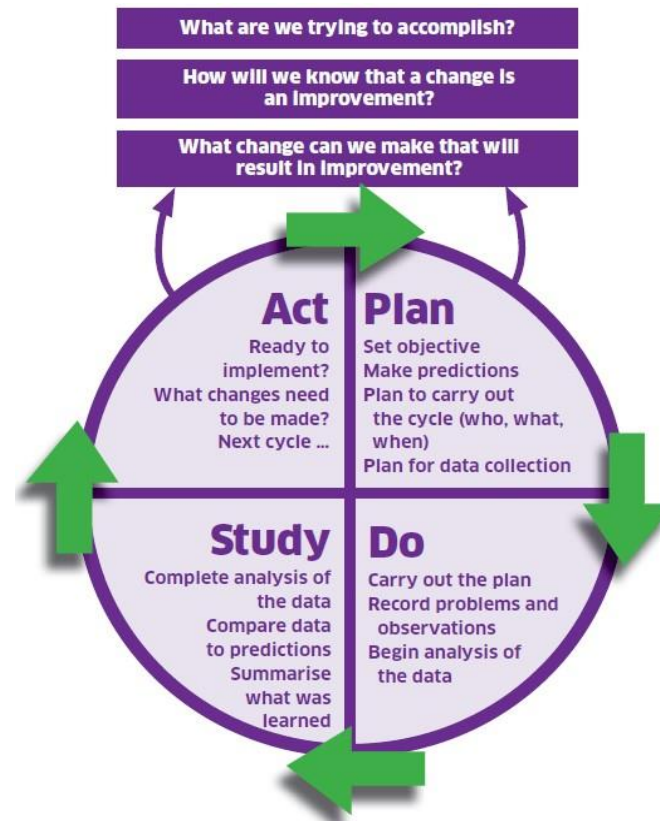 What are we trying to accomplish?
How will we know that a change is
an improvement?
What change can we make that will
result in improvement?
Act
Ready to
implement?
What changes need
to be made?
Next cycle ...
Plan
Set objective
Make predictions
Plan to carry out
the cycle (who, what,
when)
Plan for data collection
Study
Complete analysis of
the data
Compare data
to predictions
Summarise
what was
learned
Do
Carry out the plan
Record problems and
observations
Begin analysis of
the data